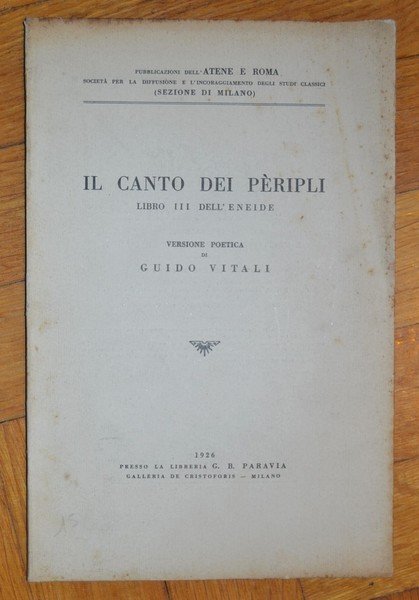 PUBBLICAZIONI DELL'ATENE E ROMA
SOCIETÀ PER LA DIFFUSIONE E L'INCORAGGIAMENTO DEGLI STUDI CLASSICI
(SEZIONE DI MILANO)
IL CANTO DEI PÈRIPLI
LIBRO III DELL'ENEIDE
VERSIONE POETICA
DI
GUIDO VITALI
1926
PRESSO LA LIBRERIA G. B. PARAVIA
GALLERIA DE CRISTOFORIS — MILANO